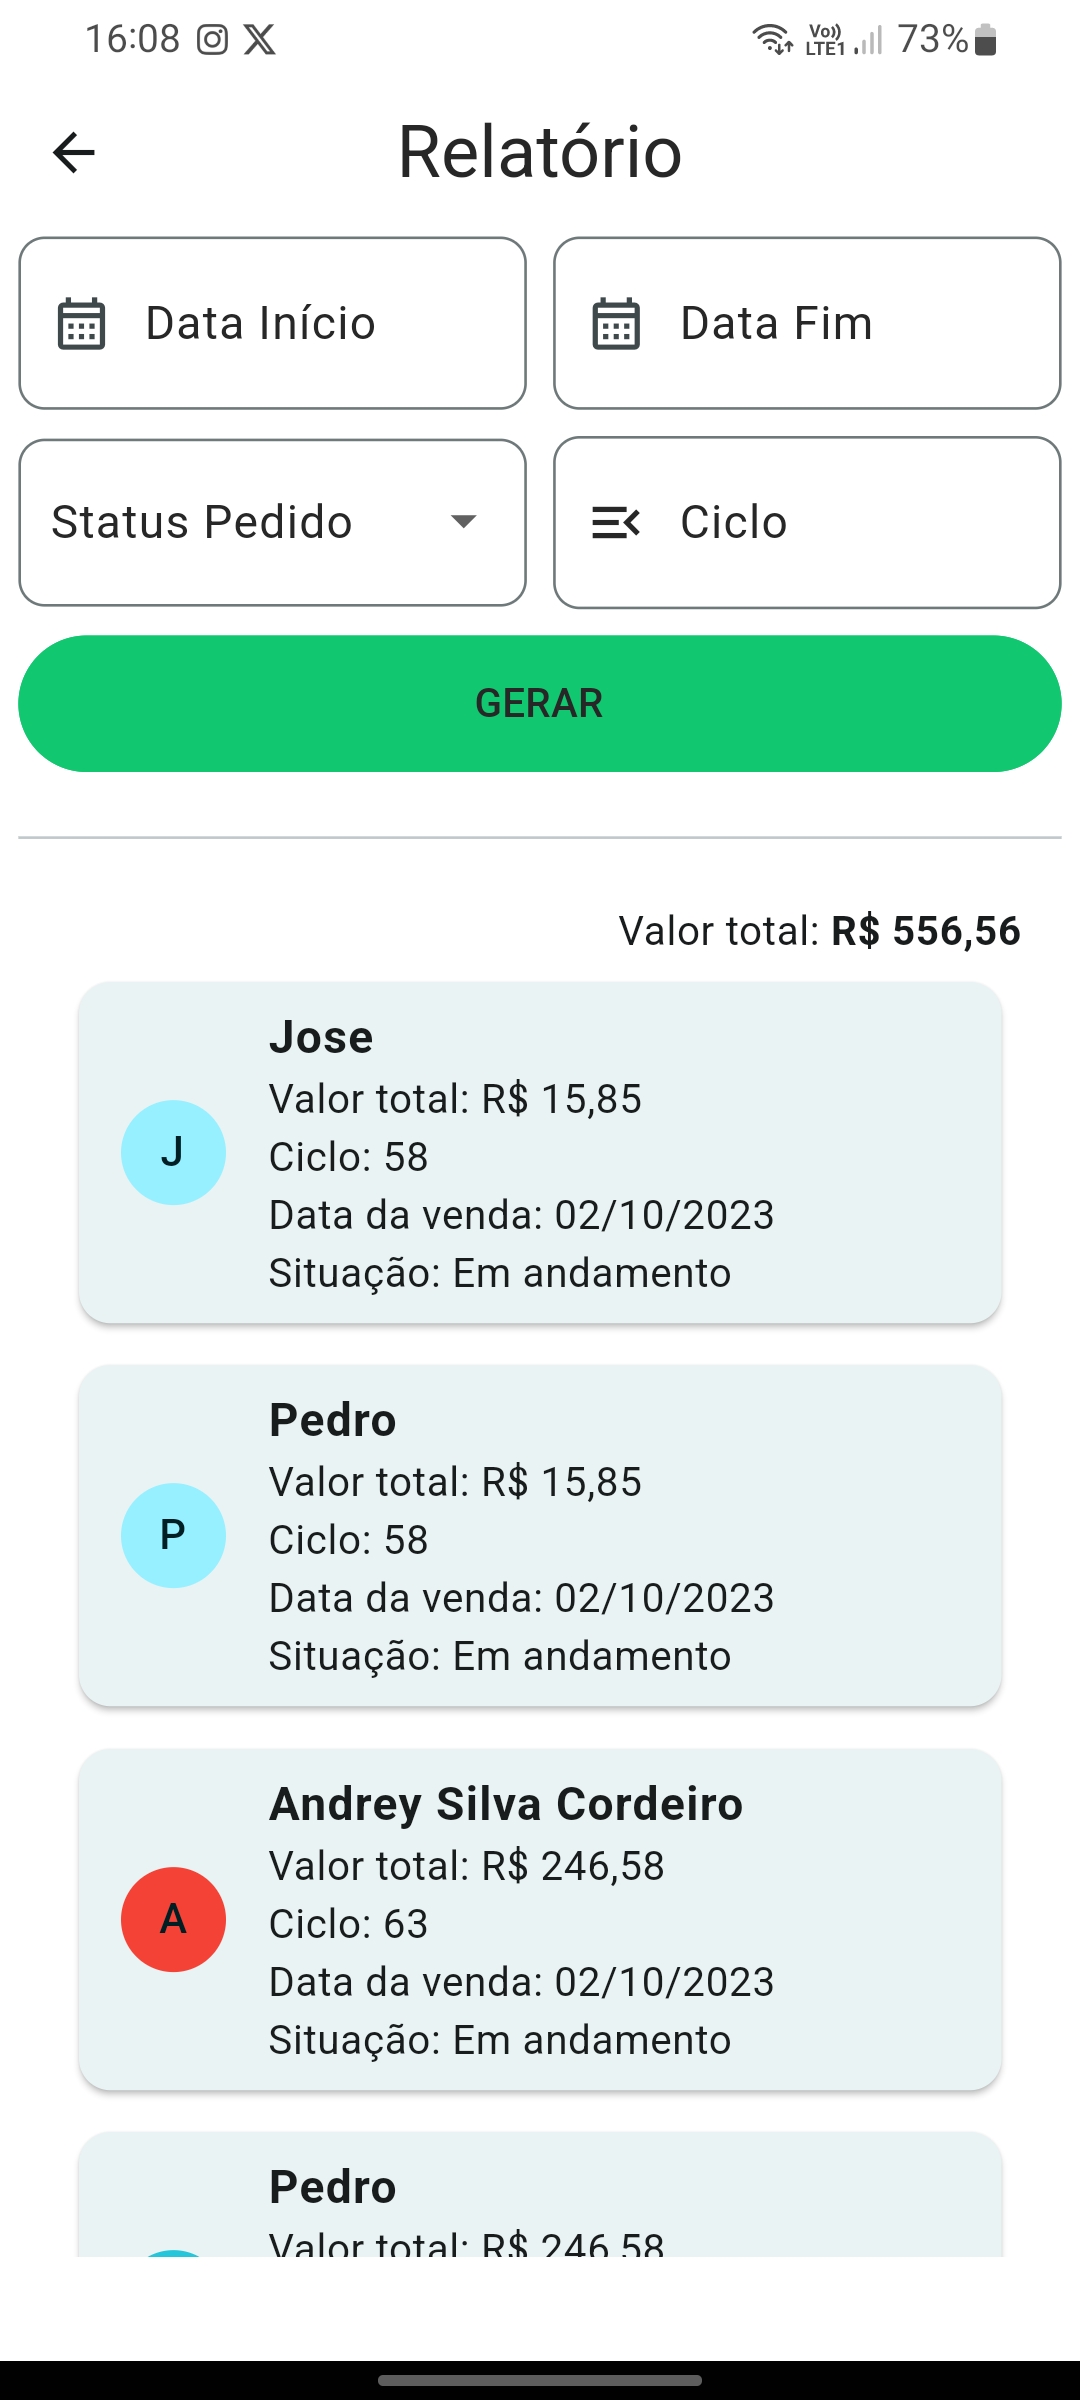 16:08 Vo)) LTE1 73%
Relatório
Data Início Data Fim
Status Pedido Ciclo
GERAR
Valor total: R$ 556,56
Jose
Valor total: R$ 15,85
J
Ciclo: 58
Data da venda: 02/10/2023
Situação: Em andamento
Pedro
Valor total: R$ 15,85
P
Ciclo: 58
Data da venda: 02/10/2023
Situação: Em andamento
Andrey Silva Cordeiro
Valor total: R$ 246,58
A
Ciclo: 63
Data da venda: 02/10/2023
Situação: Em andamento
Pedro
Valor total: R$ 246,58